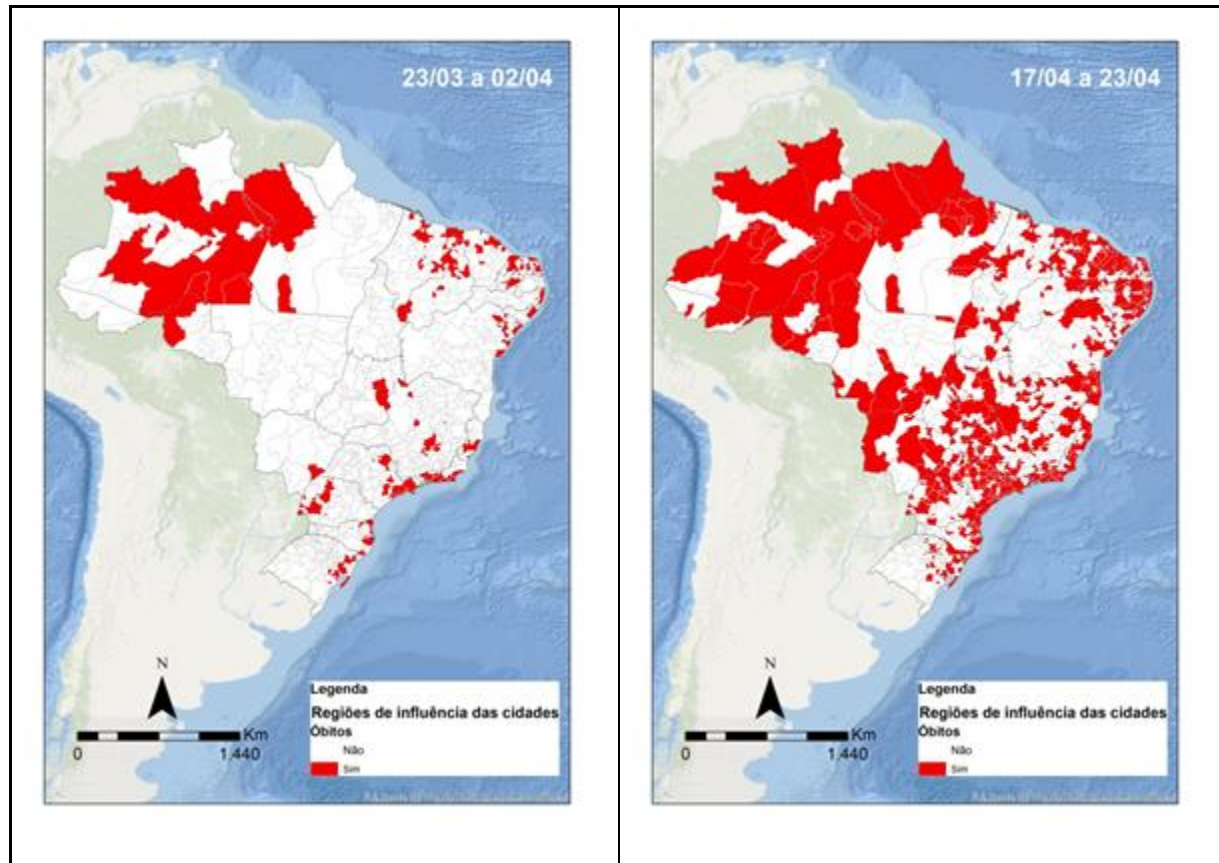 23/03 a 02/04
N
Km
0 1.440
Legenda
Regiões de influência das cidades
Óbitos
Não
Sim
17/04 a 23/04
N
Km
0 1.440
Legenda
Regiões de influência das cidades
Óbitos
Não
Sim